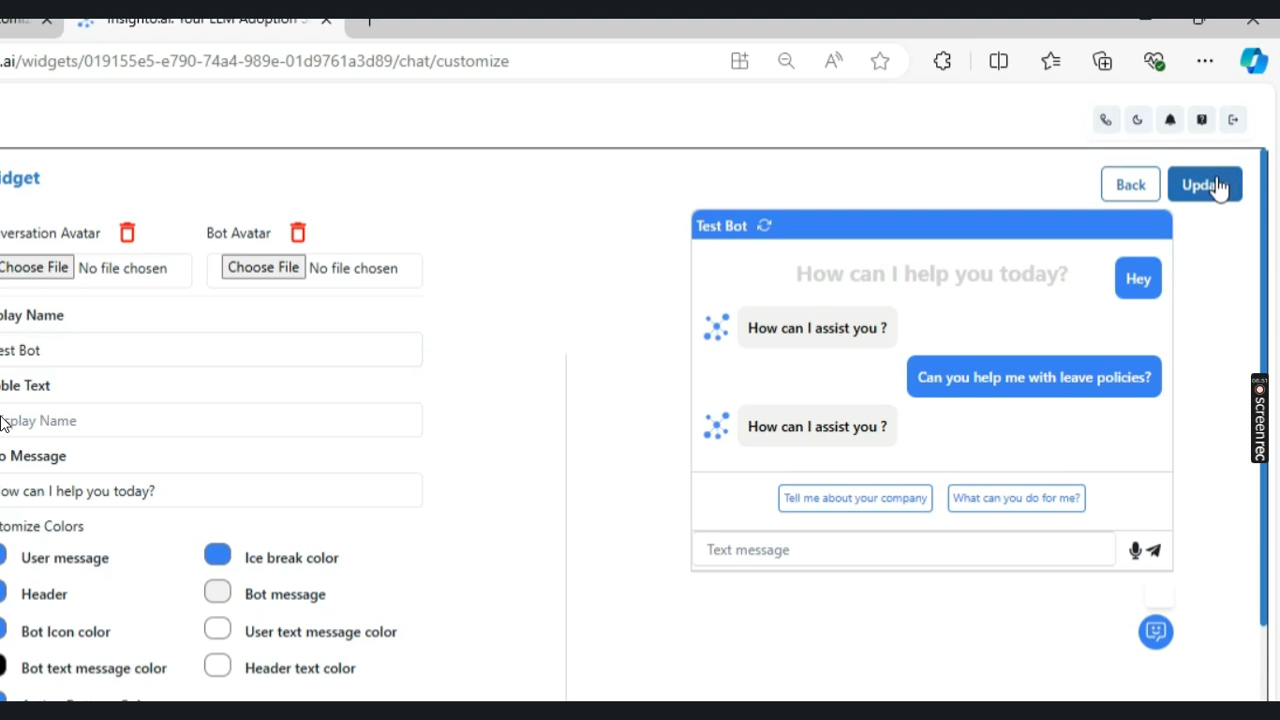 Insighto.ai: Your LLM Adoption
.ai/widgets/019155e5-e790-74a4-989e-01d9761a3d89/chat/customize
idget
Back
Update
versation Avatar
Bot Avatar
Choose File No file chosen
Choose File No file chosen
play Name
est Bot
ble Text
splay Name
o Message
ow can I help you today?
tomize Colors
User message
Ice break color
Header
Bot message
Bot Icon color
User text message color
Bot text message color
Header text color
Test Bot
How can I help you today?
Hey
How can I assist you ?
Can you help me with leave policies?
How can I assist you ?
Tell me about your company
What can you do for me?
Text message
screenrec